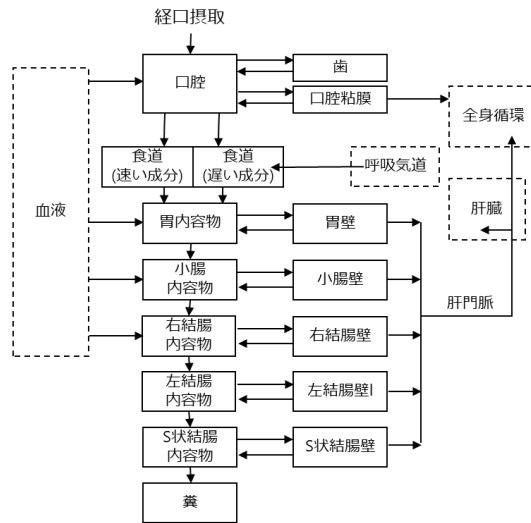 経口摂取
口腔
歯
口腔粘膜
全身循環
食道
(速い成分)
食道
(遅い成分)
呼吸気道
血液
胃内容物
胃壁
肝臓
小腸
内容物
小腸壁
肝門脈
右結腸
内容物
右結腸壁
左結腸
内容物
左結腸壁l
S状結腸
内容物
S状結腸壁
糞